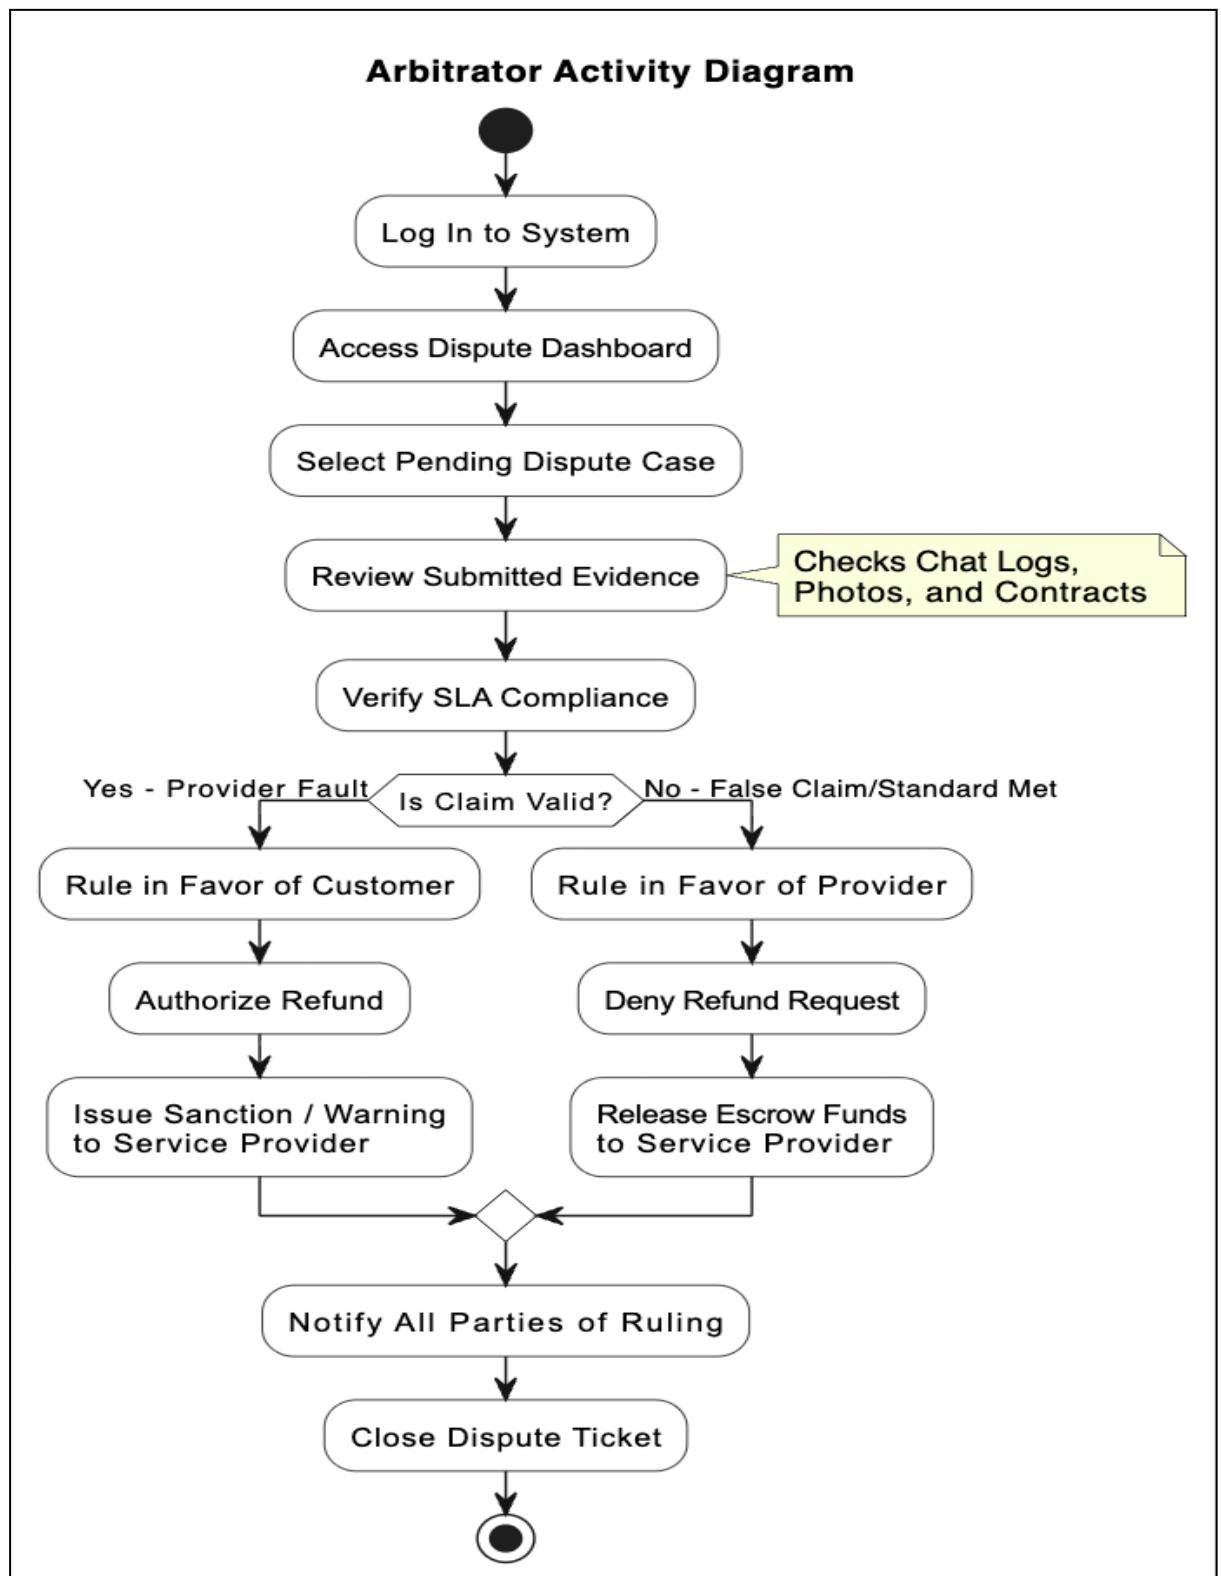 Arbitrator Activity Diagram
Log In to System
Access Dispute Dashboard
Select Pending Dispute Case
Review Submitted Evidence
Checks Chat Logs,
Photos, and Contracts
Verify SLA Compliance
Yes - Provider Fault
Is Claim Valid?
No - False Claim/Standard Met
Rule in Favor of Customer
Rule in Favor of Provider
Authorize Refund
Deny Refund Request
Issue Sanction / Warning
to Service Provider
Release Escrow Funds
to Service Provider
Notify All Parties of Ruling
Close Dispute Ticket